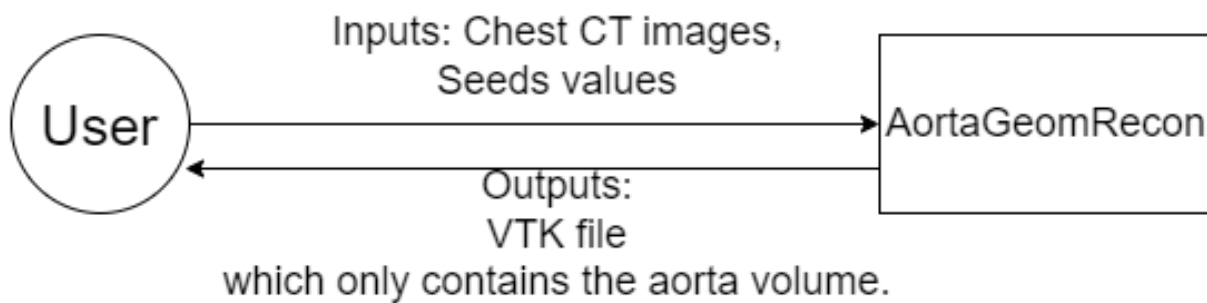 Inputs: Chest CT images,
Seeds values
User
AortaGeomRecon
Outputs:
VTK file
which only contains the aorta volume.